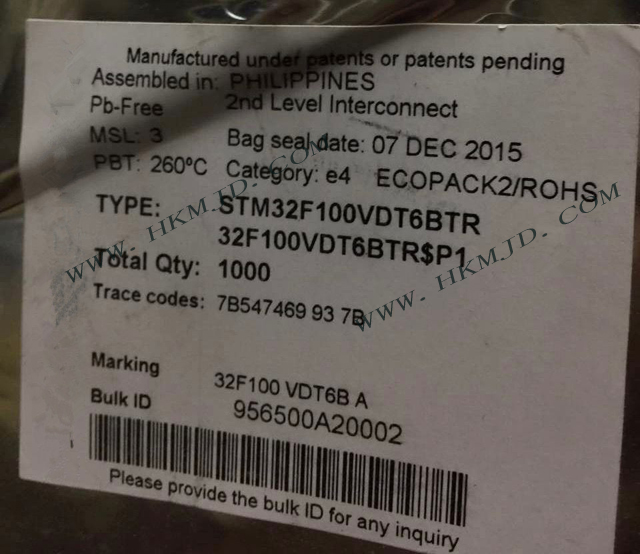 Manufactured under patents or patents pending
Assembled in: PHILIPPINES
Pb-Free 2nd Level Interconnect
MSL: 3 Bag seal date: 07 DEC 2015
PBT: 260ºC Category: e4 ECOPACK2/ROHS
TYPE: STM32F100VDT6BTR
32F100VDT6BTR$P1
Total Qty: 1000
Trace codes: 7B547469 93 7B
WWW. HKMJD. COM
WWW. HKMJD. COM
Marking 32F100 VDT6B A
Bulk ID 956500A20002
Please provide the bulk ID for any inquiry